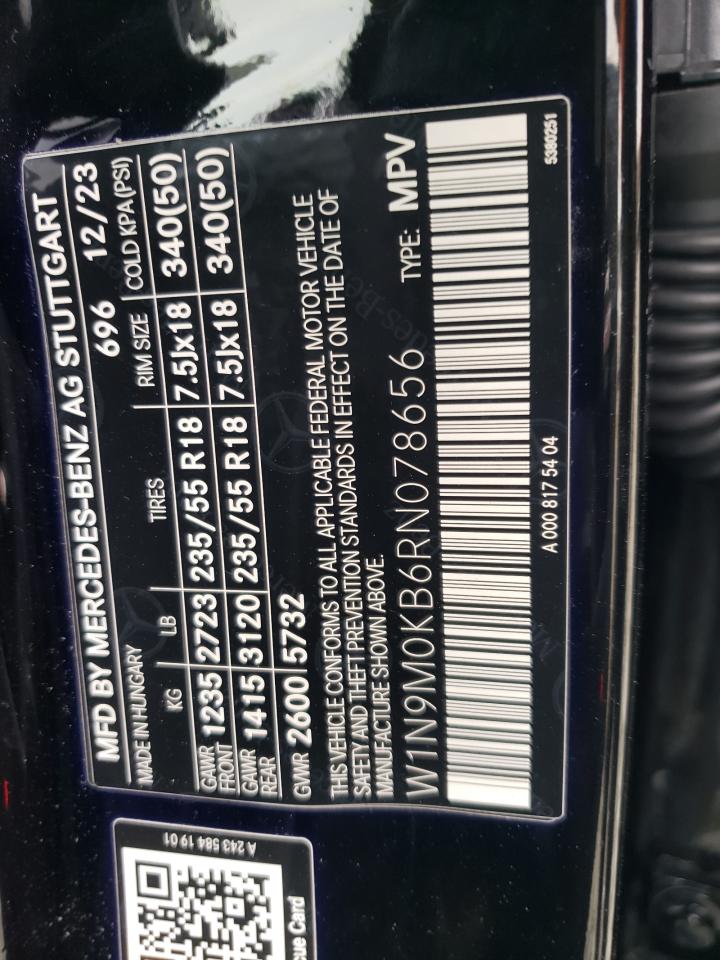 MFD BY MERCEDES-BENZ AG STUTTGART
MADE IN HUNGARY 696 12/23
KG LB TIRES RIM SIZE COLD KPA(PSI)
GAWR FRONT 1235 2723 235/55 R18 7.5Jx18 340(50)
GAWR REAR 1415 3120 235/55 R18 7.5Jx18 340(50)
GVWR 2600 5732
THIS VEHICLE CONFORMS TO ALL APPLICABLE FEDERAL MOTOR VEHICLE
SAFETY AND THEFT PREVENTION STANDARDS IN EFFECT ON THE DATE OF
MANUFACTURE SHOWN ABOVE.
W1N9M0KB6RN078656 TYPE: MPV
A 000 817 54 04 5380251
A 243 584 19 01
Card